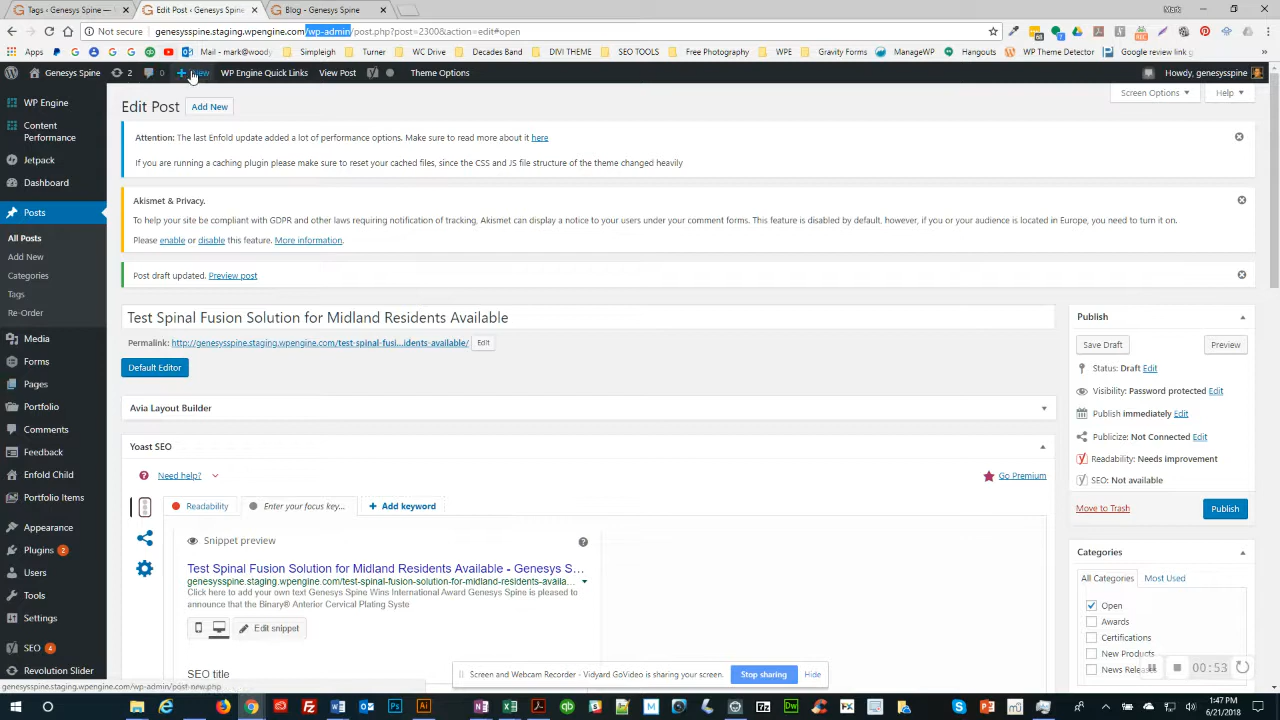 Tags ‹ Genesys Spine —
Edit Post ‹ Genesys Spine
Blog - Genesys Spine
Not secure genesysspine.staging.wpengine.com/wp-admin/post.php?post=2300&action=edit#open
Apps Mail - mark@woody Simpleigh Turner WC Drive Decades Band DIVI THEME SEO TOOLS Free Photography WPE Gravity Forms ManageWP Hangouts WP Theme Detector Google review link g
Genesys Spine 2 0 New WP Engine Quick Links View Post Theme Options Howdy, genesysspine
Screen Options Help
WP Engine
Content Performance
Jetpack
Dashboard
Posts
All Posts
Add New
Categories
Tags
Re-Order
Media
Forms
Pages
Portfolio
Comments
Feedback
Enfold Child
Portfolio Items
Appearance
Plugins 2
Users
Tools
Settings
SEO 4
Revolution Slider
Edit Post Add New
Attention: The last Enfold update added a lot of performance options. Make sure to read more about it here
If you are running a caching plugin please make sure to reset your cached files, since the CSS and JS file structure of the theme changed heavily
Akismet & Privacy.
To help your site be compliant with GDPR and other laws requiring notification of tracking, Akismet can display a notice to your users under your comment forms. This feature is disabled by default, however, if you or your audience is located in Europe, you need to turn it on.
Please enable or disable this feature. More information.
Post draft updated. Preview post
Test Spinal Fusion Solution for Midland Residents Available
Permalink: http://genesysspine.staging.wpengine.com/test-spinal-fusi...idents-available/ Edit
Default Editor
Avia Layout Builder
Yoast SEO
Need help?
Go Premium
Readability Enter your focus key... Add keyword
Snippet preview
Test Spinal Fusion Solution for Midland Residents Available - Genesys S...
genesysspine.staging.wpengine.com/test-spinal-fusion-solution-for-midland-residents-availa...
Click here to add your own text Genesys Spine Wins International Award Genesys Spine is pleased to
announce that the Binary® Anterior Cervical Plating Syste
Edit snippet
SEO title
Publish
Save Draft Preview
Status: Draft Edit
Visibility: Password protected Edit
Publish immediately Edit
Publicize: Not Connected Edit
Readability: Needs improvement
SEO: Not available
Move to Trash Publish
Categories
All Categories Most Used
Open
Awards
Certifications
New Products
News Relea
00:53
Screen and Webcam Recorder - Vidyard GoVideo is sharing your screen. Stop sharing Hide
genesysspine.staging.wpengine.com/wp-admin/post-new.php
1:47 PM
6/21/2018